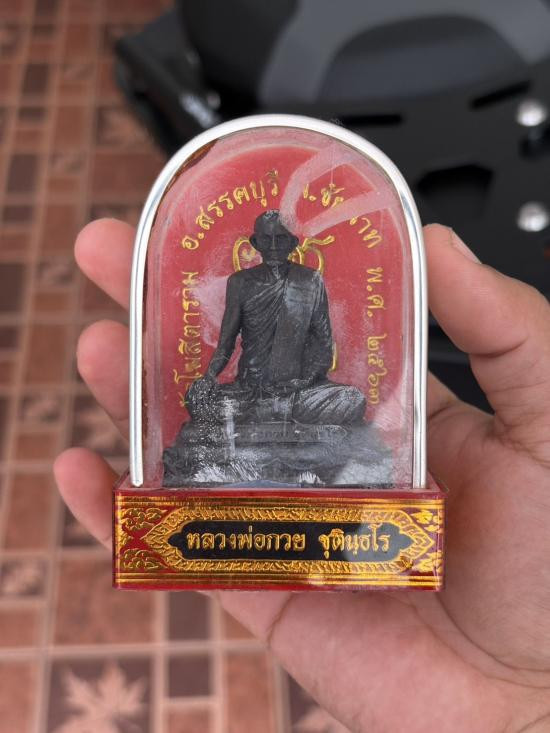 โฆสิตาราม อ.สรรคบุรี จ.ชัยนาท พ.ศ. ๒๕๖๓
หลวงพ่อกวย ชุตินฺธโร